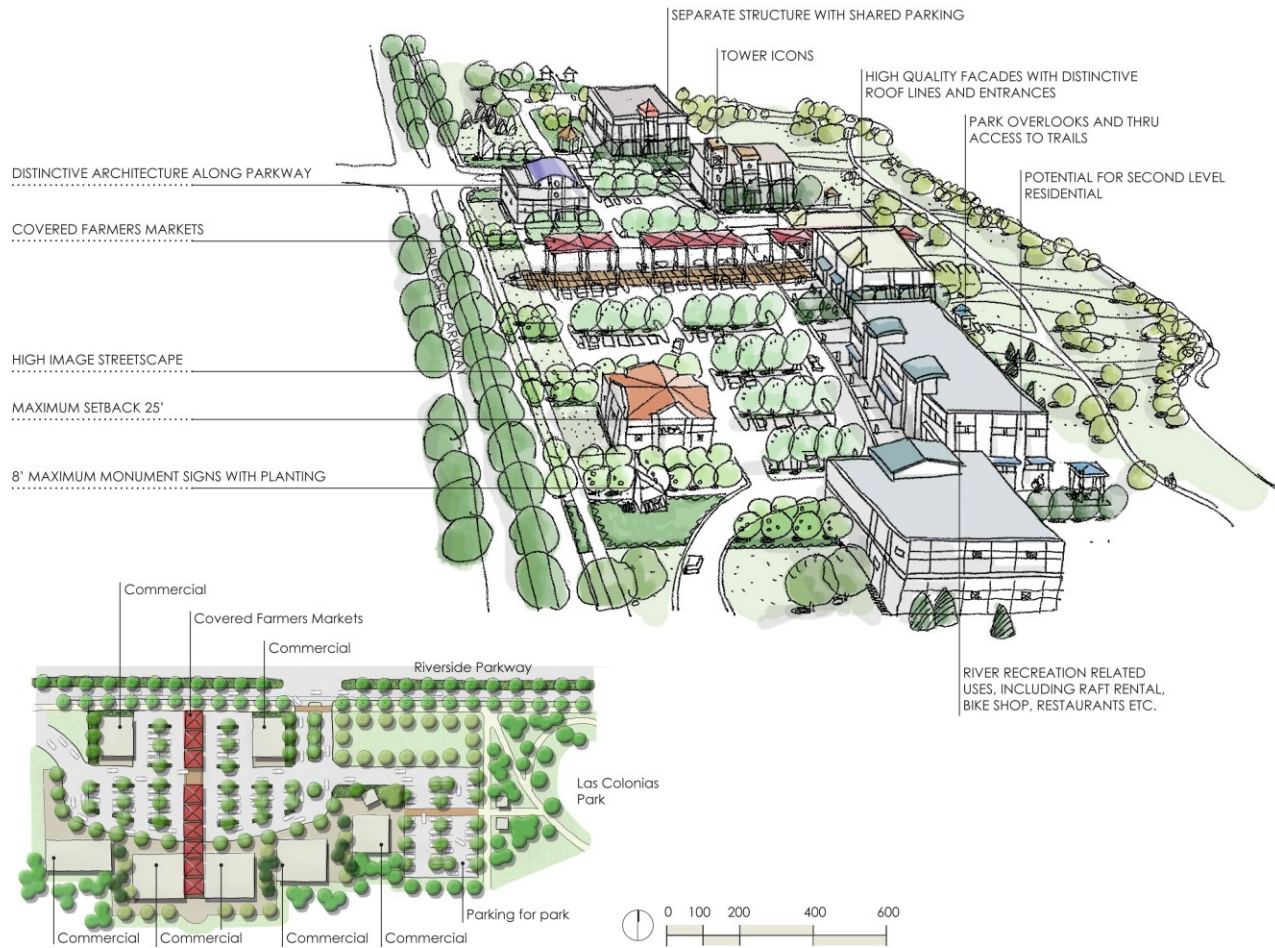 SEPARATE STRUCTURE WITH SHARED PARKING
TOWER ICONS
HIGH QUALITY FACADES WITH DISTINCTIVE
ROOF LINES AND ENTRANCES
PARK OVERLOOKS AND THRU
ACCESS TO TRAILS
POTENTIAL FOR SECOND LEVEL
RESIDENTIAL
DISTINCTIVE ARCHITECTURE ALONG PARKWAY
COVERED FARMERS MARKETS
HIGH IMAGE STREETSCAPE
MAXIMUM SETBACK 25'
8' MAXIMUM MONUMENT SIGNS WITH PLANTING
RIVERSIDE PARKWAY
RIVER RECREATION RELATED
USES, INCLUDING RAFT RENTAL,
BIKE SHOP, RESTAURANTS ETC.
Commercial
Covered Farmers Markets
Commercial
Riverside Parkway
Las Colonias
Park
Parking for park
Commercial
Commercial
Commercial
Commercial
0 100 200 400 600